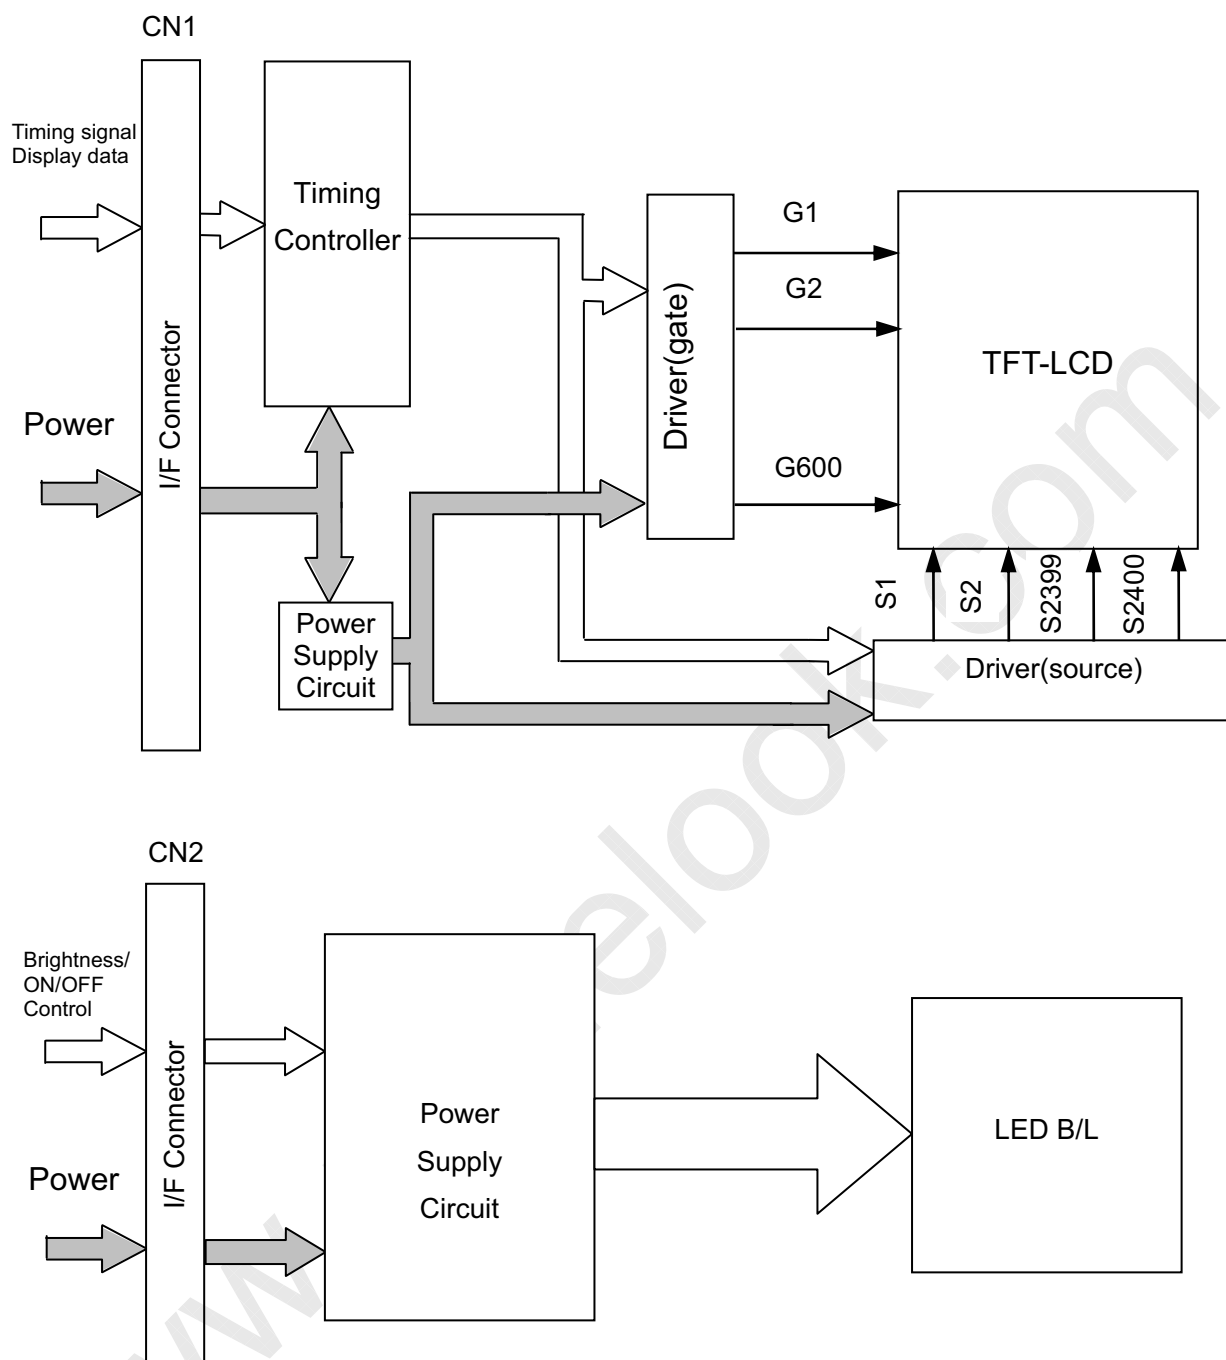 CN1
Timing signal
Display data
Power
I/F Connector
Timing
Controller
Power
Supply
Circuit
Driver(gate)
G1
G2
G600
TFT-LCD
S1
S2
S2399
S2400
Driver(source)
CN2
Brightness/
ON/OFF
Control
Power
I/F Connector
Power
Supply
Circuit
LED B/L